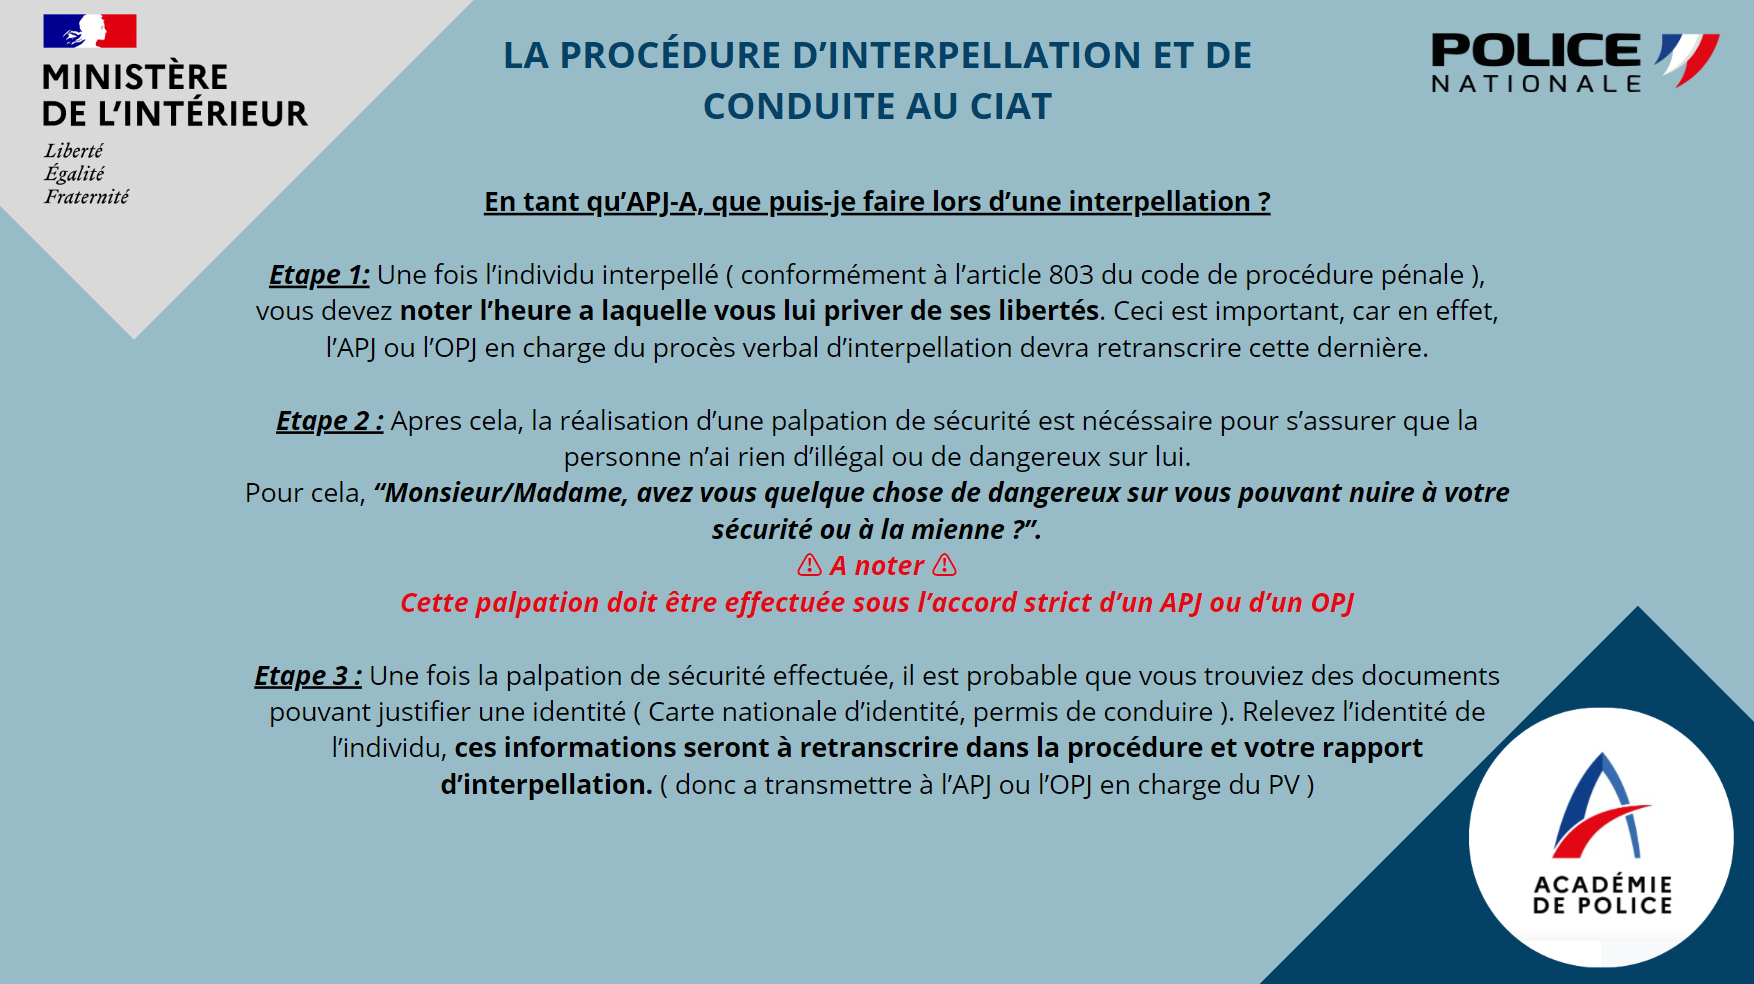 MINISTÈRE
DE L’INTÉRIEUR
Liberté
Égalité
Fraternité
LA PROCÉDURE D’INTERPELLATION ET DE
CONDUITE AU CIAT
POLICE
NATIONALE
En tant qu’APJ-A, que puis-je faire lors d’une interpellation ?
Etape 1: Une fois l’individu interpellé ( conformément à l’article 803 du code de procédure pénale ),
vous devez noter l’heure a laquelle vous lui priver de ses libertés. Ceci est important, car en effet,
l’APJ ou l’OPJ en charge du procès verbal d’interpellation devra retranscrire cette dernière.
Etape 2 : Apres cela, la réalisation d’une palpation de sécurité est nécéssaire pour s’assurer que la
personne n’ai rien d’illégal ou de dangereux sur lui.
Pour cela, “Monsieur/Madame, avez vous quelque chose de dangereux sur vous pouvant nuire à votre
sécurité ou à la mienne ?”.
⚠ A noter ⚠
Cette palpation doit être effectuée sous l’accord strict d’un APJ ou d’un OPJ
Etape 3 : Une fois la palpation de sécurité effectuée, il est probable que vous trouviez des documents
pouvant justifier une identité ( Carte nationale d’identité, permis de conduire ). Relevez l’identité de
l’individu, ces informations seront à retranscrire dans la procédure et votre rapport
d’interpellation. ( donc a transmettre à l’APJ ou l’OPJ en charge du PV )
ACADÉMIE
DE POLICE